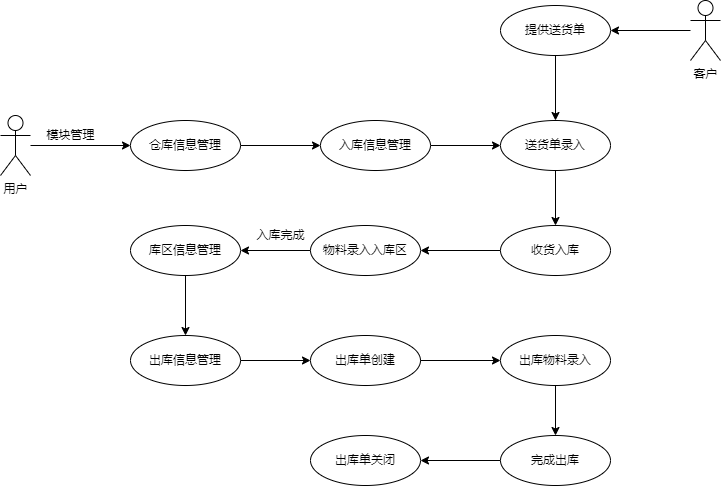 提供送货单
客户
模块管理
用户
仓库信息管理
入库信息管理
送货单录入
入库完成
库区信息管理
物料录入入库区
收货入库
出库信息管理
出库单创建
出库物料录入
出库单关闭
完成出库